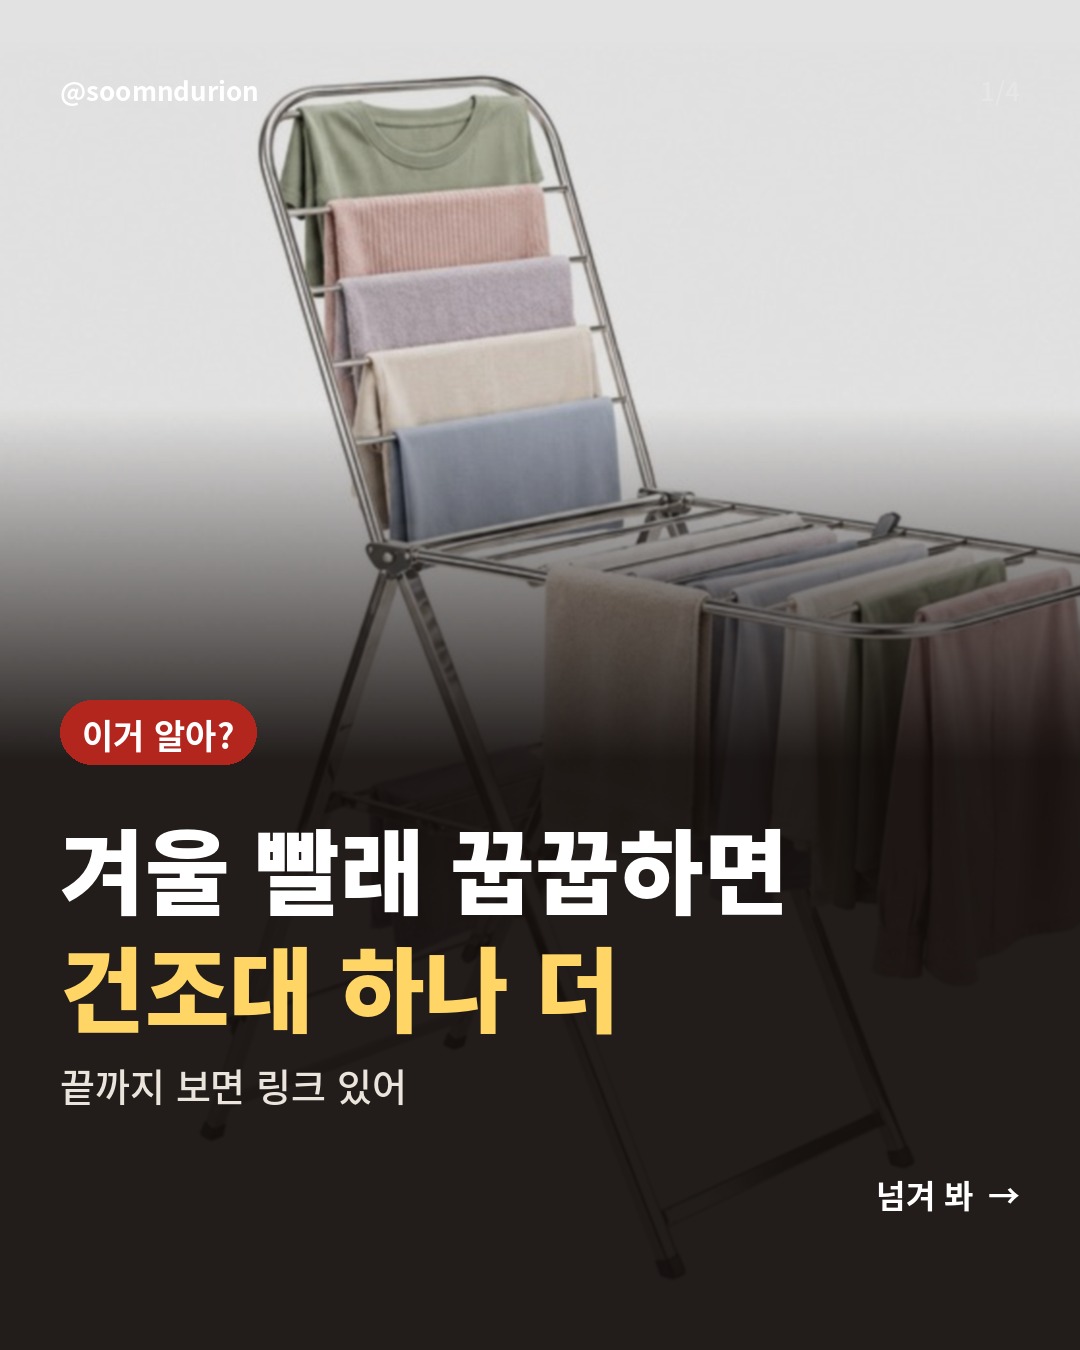 @soomndurion
1/4
이거 알아?
겨울 빨래 꿉꿉하면
건조대 하나 더
끝까지 보면 링크 있어
넘겨 봐 →